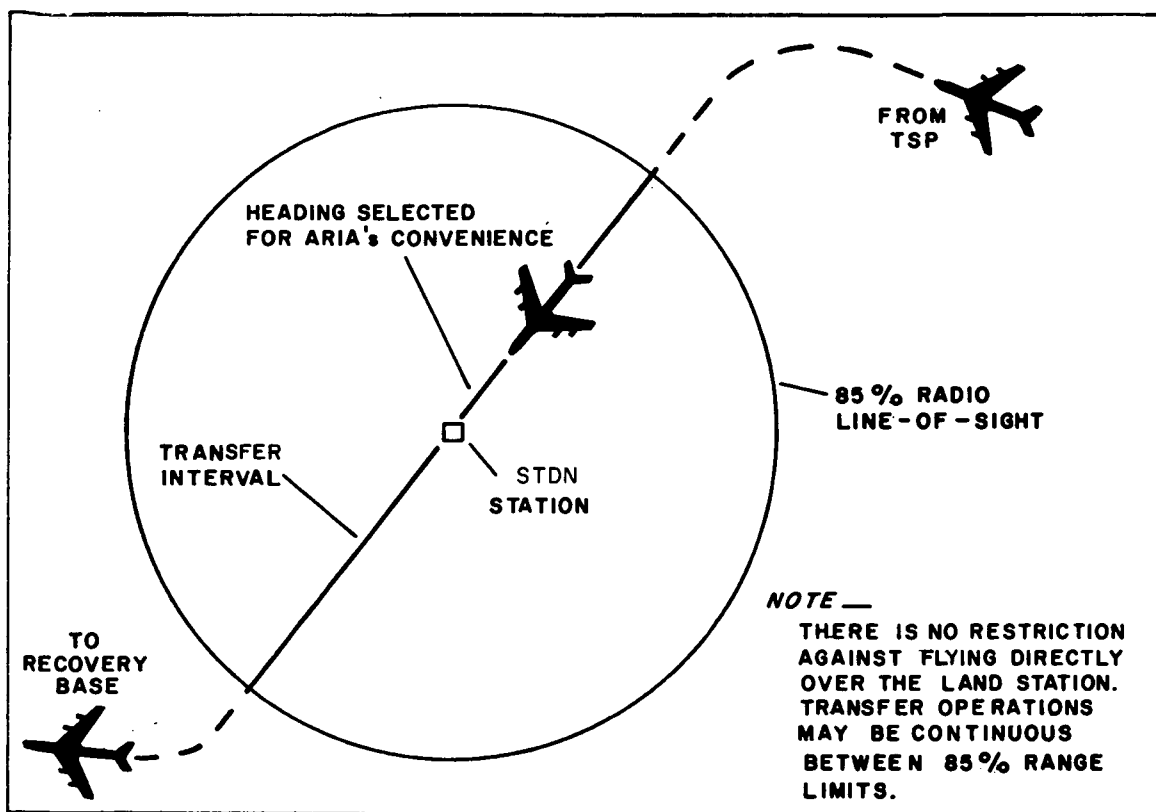 FROM
TSP
HEADING SELECTED
FOR ARIA's CONVENIENCE
85% RADIO
LINE-OF-SIGHT
TRANSFER
INTERVAL
STDN
STATION
TO
RECOVERY
BASE
NOTE —
THERE IS NO RESTRICTION
AGAINST FLYING DIRECTLY
OVER THE LAND STATION.
TRANSFER OPERATIONS
MAY BE CONTINUOUS
BETWEEN 85% RANGE
LIMITS.